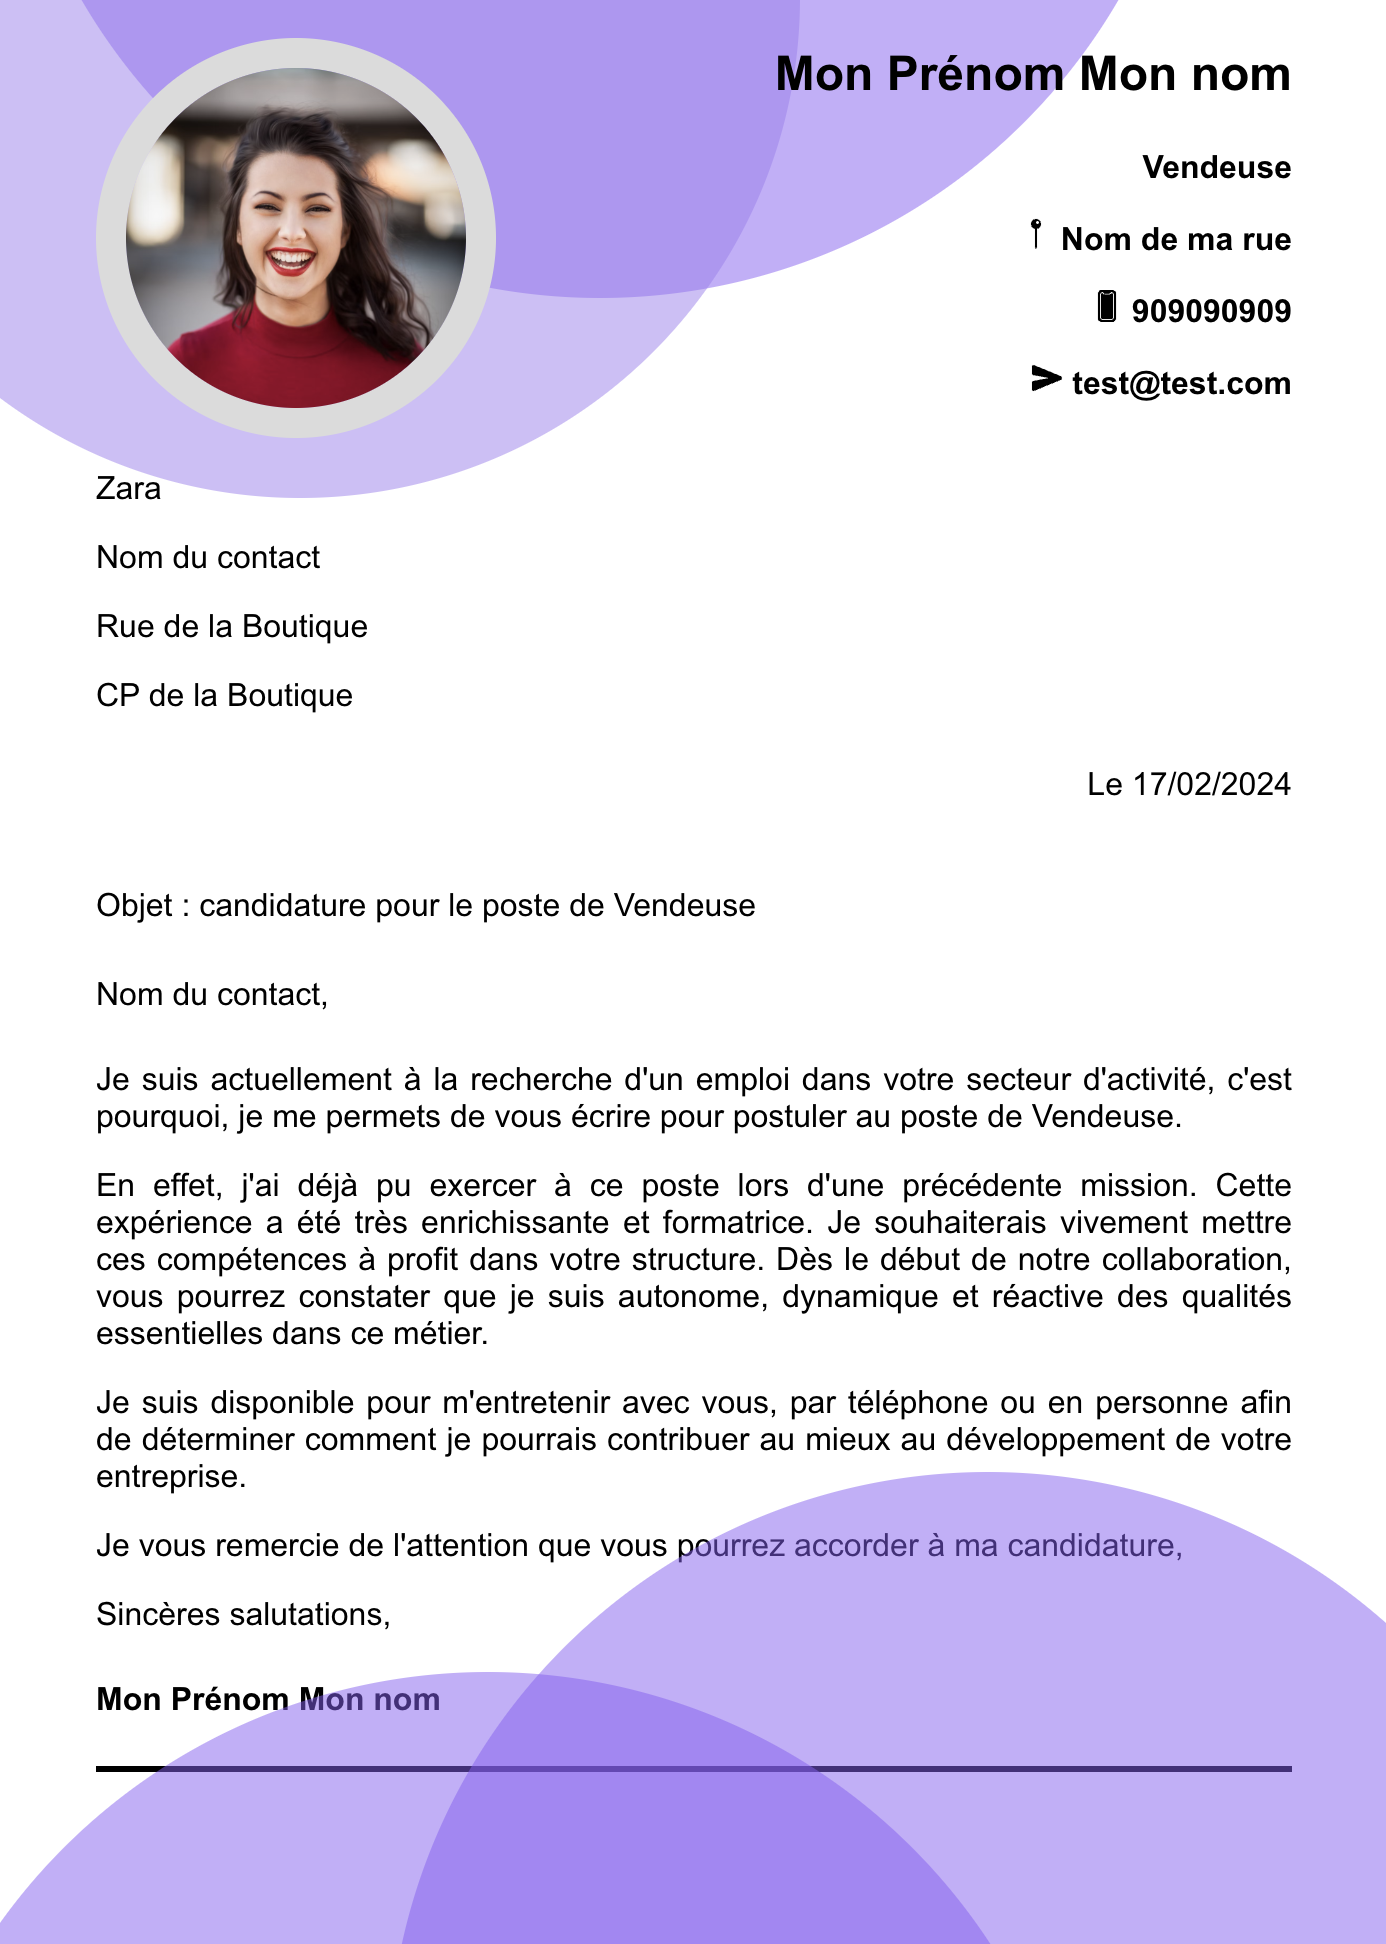 Mon Prénom Mon nom
Vendeuse
Nom de ma rue
909090909
test@test.com
Zara
Nom du contact
Rue de la Boutique
CP de la Boutique
Le 17/02/2024
Objet : candidature pour le poste de Vendeuse
Nom du contact,
Je suis actuellement à la recherche d'un emploi dans votre secteur d'activité, c'est
pourquoi, je me permets de vous écrire pour postuler au poste de Vendeuse.
En effet, j'ai déjà pu exercer à ce poste lors d'une précédente mission. Cette
expérience a été très enrichissante et formatrice. Je souhaiterais vivement mettre
ces compétences à profit dans votre structure. Dès le début de notre collaboration,
vous pourrez constater que je suis autonome, dynamique et réactive des qualités
essentielles dans ce métier.
Je suis disponible pour m'entretenir avec vous, par téléphone ou en personne afin
de déterminer comment je pourrais contribuer au mieux au développement de votre
entreprise.
Je vous remercie de l'attention que vous pourrez accorder à ma candidature,
Sincères salutations,
Mon Prénom Mon nom